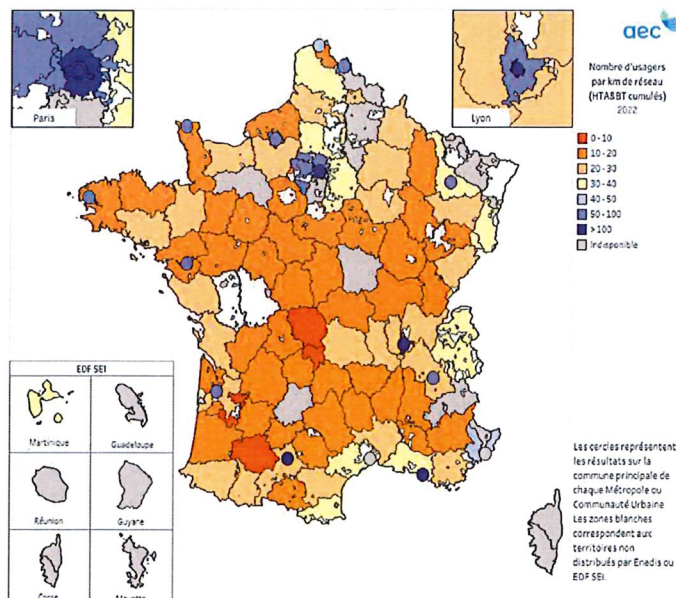 aec
Nombre d'usagers
par km de réseau
(HTA&BT cumulés)
2022
Paris
Lyon
0-10
10-20
20-30
30-40
40-50
50-100
>100
Indisponible
EDF SEI
Martinique
Guadeloupe
Réunion
Guyane
Corse
Mayotte
Les cercles représentent
les résultats sur la
commune principale de
chaque Métropole ou
Communauté Urbaine
Les zones blanches
correspondent aux
territoires non
distribués par Enedis ou
EDF SEI.